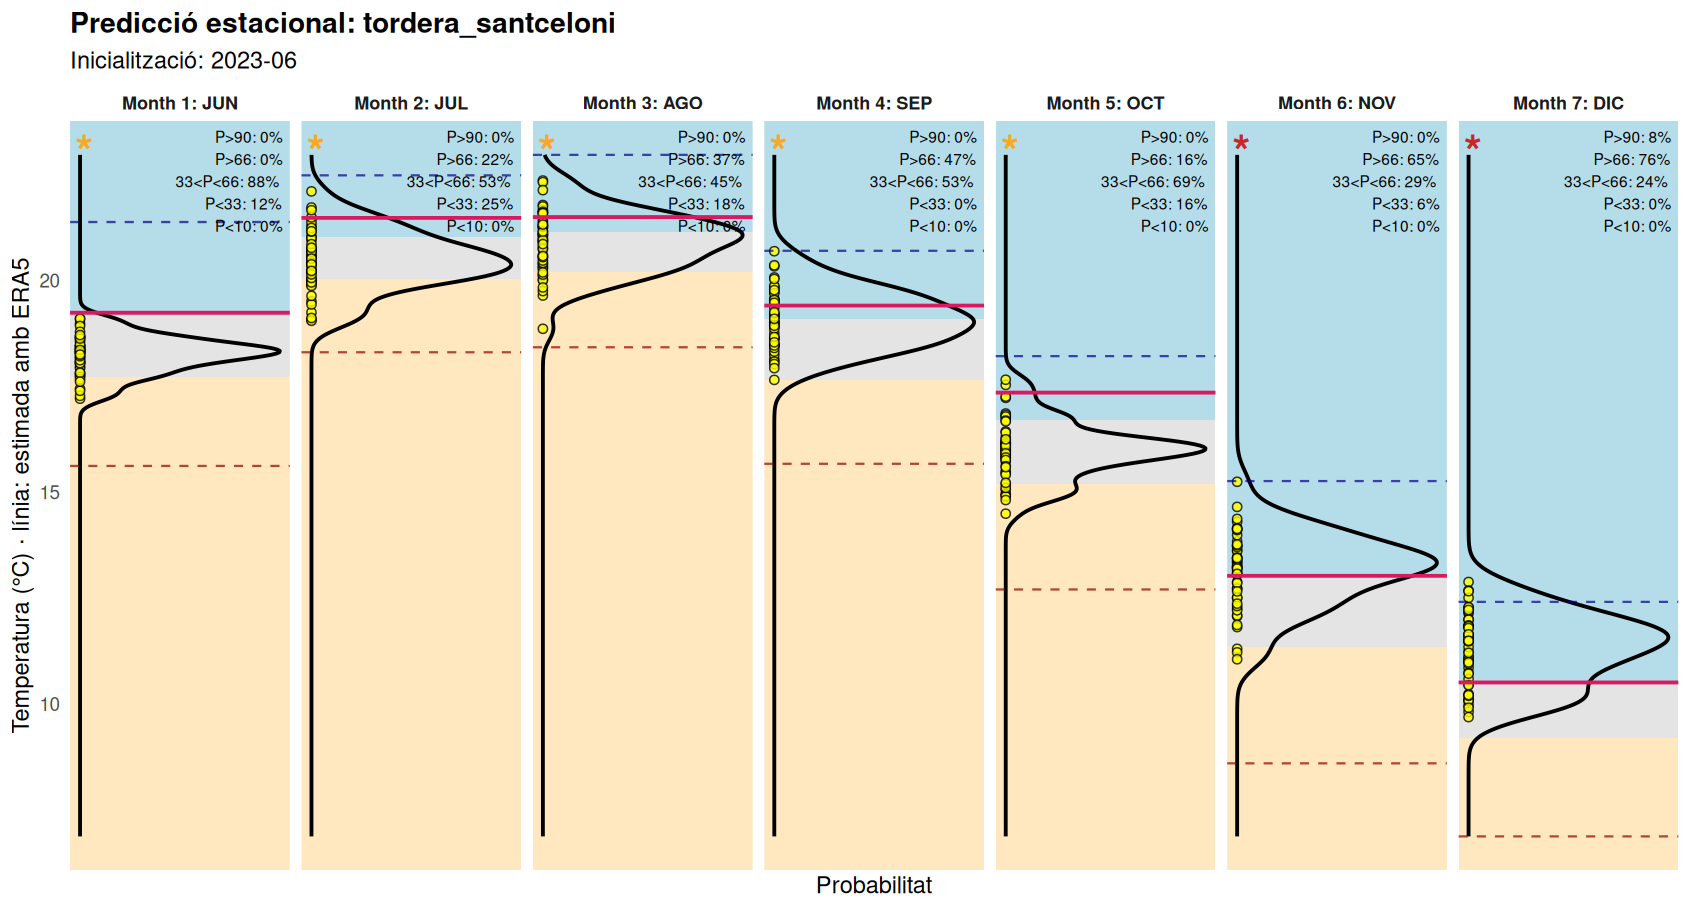 Predicció estacional: tordera_santceloni
Inicialització: 2023-06
Month 1: JUN
Month 2: JUL
Month 3: AGO
Month 4: SEP
Month 5: OCT
Month 6: NOV
Month 7: DIC
*
P>90: 0%
P>66: 0%
33<P<66: 88%
P<33: 12%
P<10: 0%
*
P>90: 0%
P>66: 22%
33<P<66: 53%
P<33: 25%
P<10: 0%
*
P>90: 0%
P>66: 37%
33<P<66: 45%
P<33: 18%
P<10: 0%
*
P>90: 0%
P>66: 47%
33<P<66: 53%
P<33: 0%
P<10: 0%
*
P>90: 0%
P>66: 16%
33<P<66: 69%
P<33: 16%
P<10: 0%
*
P>90: 0%
P>66: 65%
33<P<66: 29%
P<33: 6%
P<10: 0%
*
P>90: 8%
P>66: 76%
33<P<66: 24%
P<33: 0%
P<10: 0%
Temperatura (°C) · línia: estimada amb ERA5
20
15
10
Probabilitat